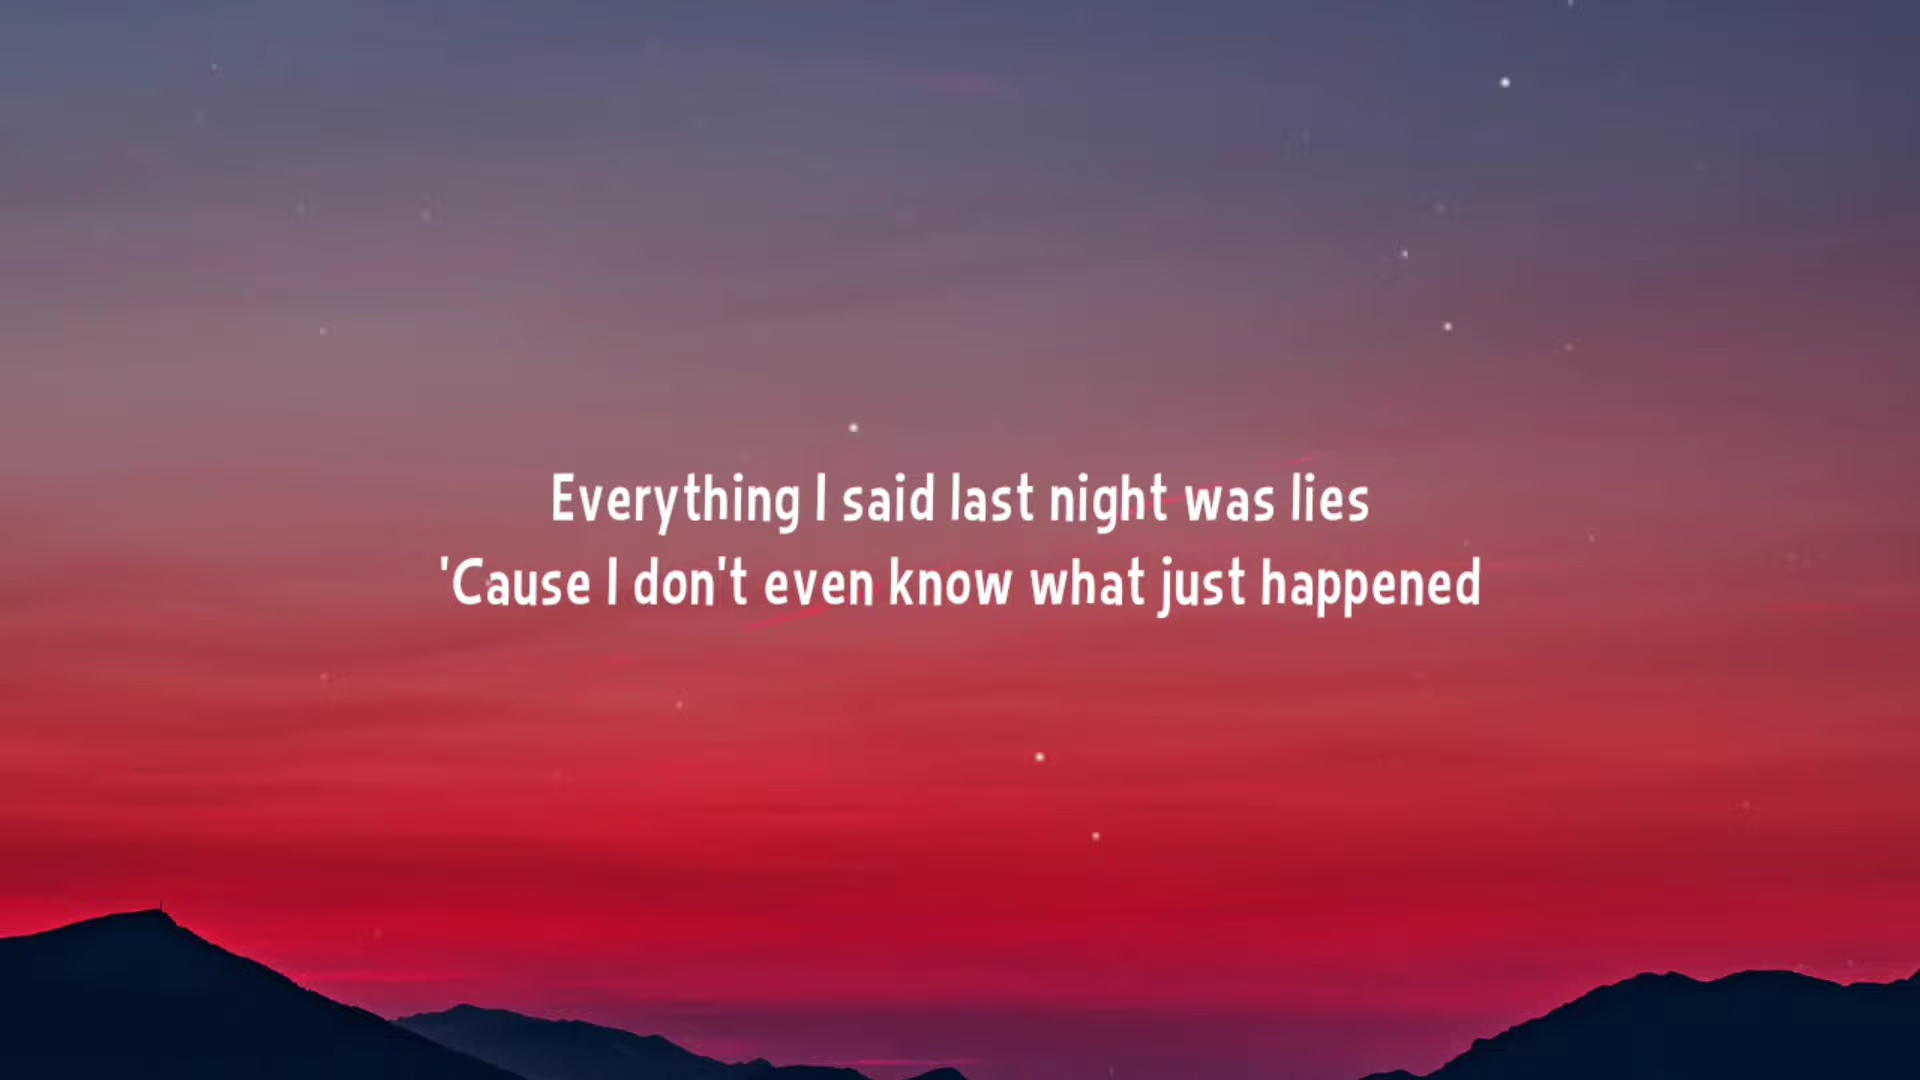 Everything I said last night was lies
'Cause I don't even know what just happened